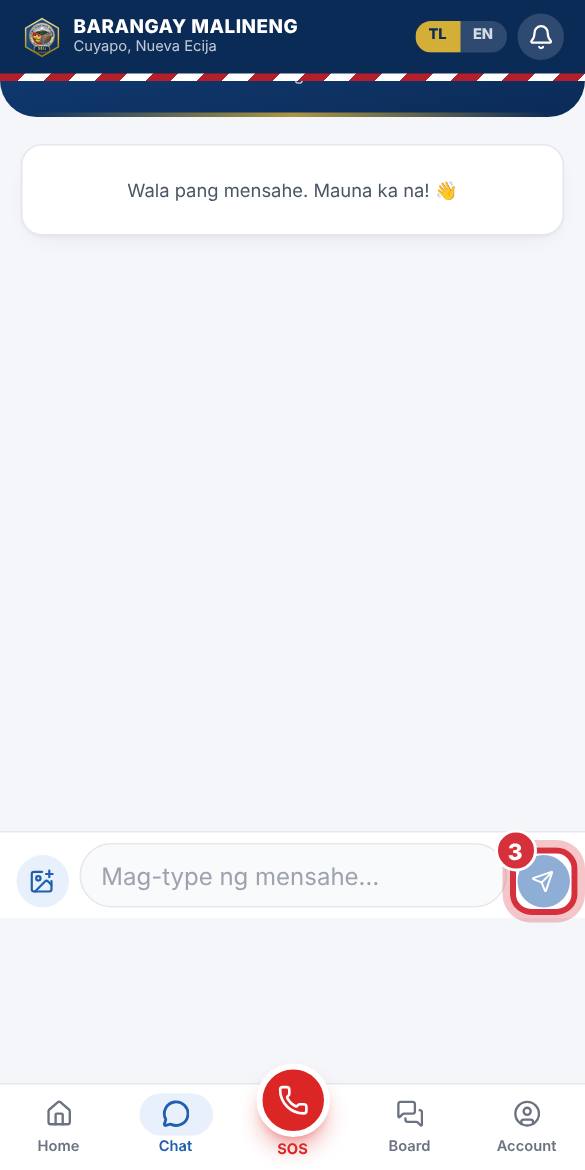 BARANGAY MALINENG
Cuyapo, Nueva Ecija
TL EN
Wala pang mensahe. Mauna ka na! 👋
3
Mag-type ng mensahe...
Home
Chat
SOS
Board
Account